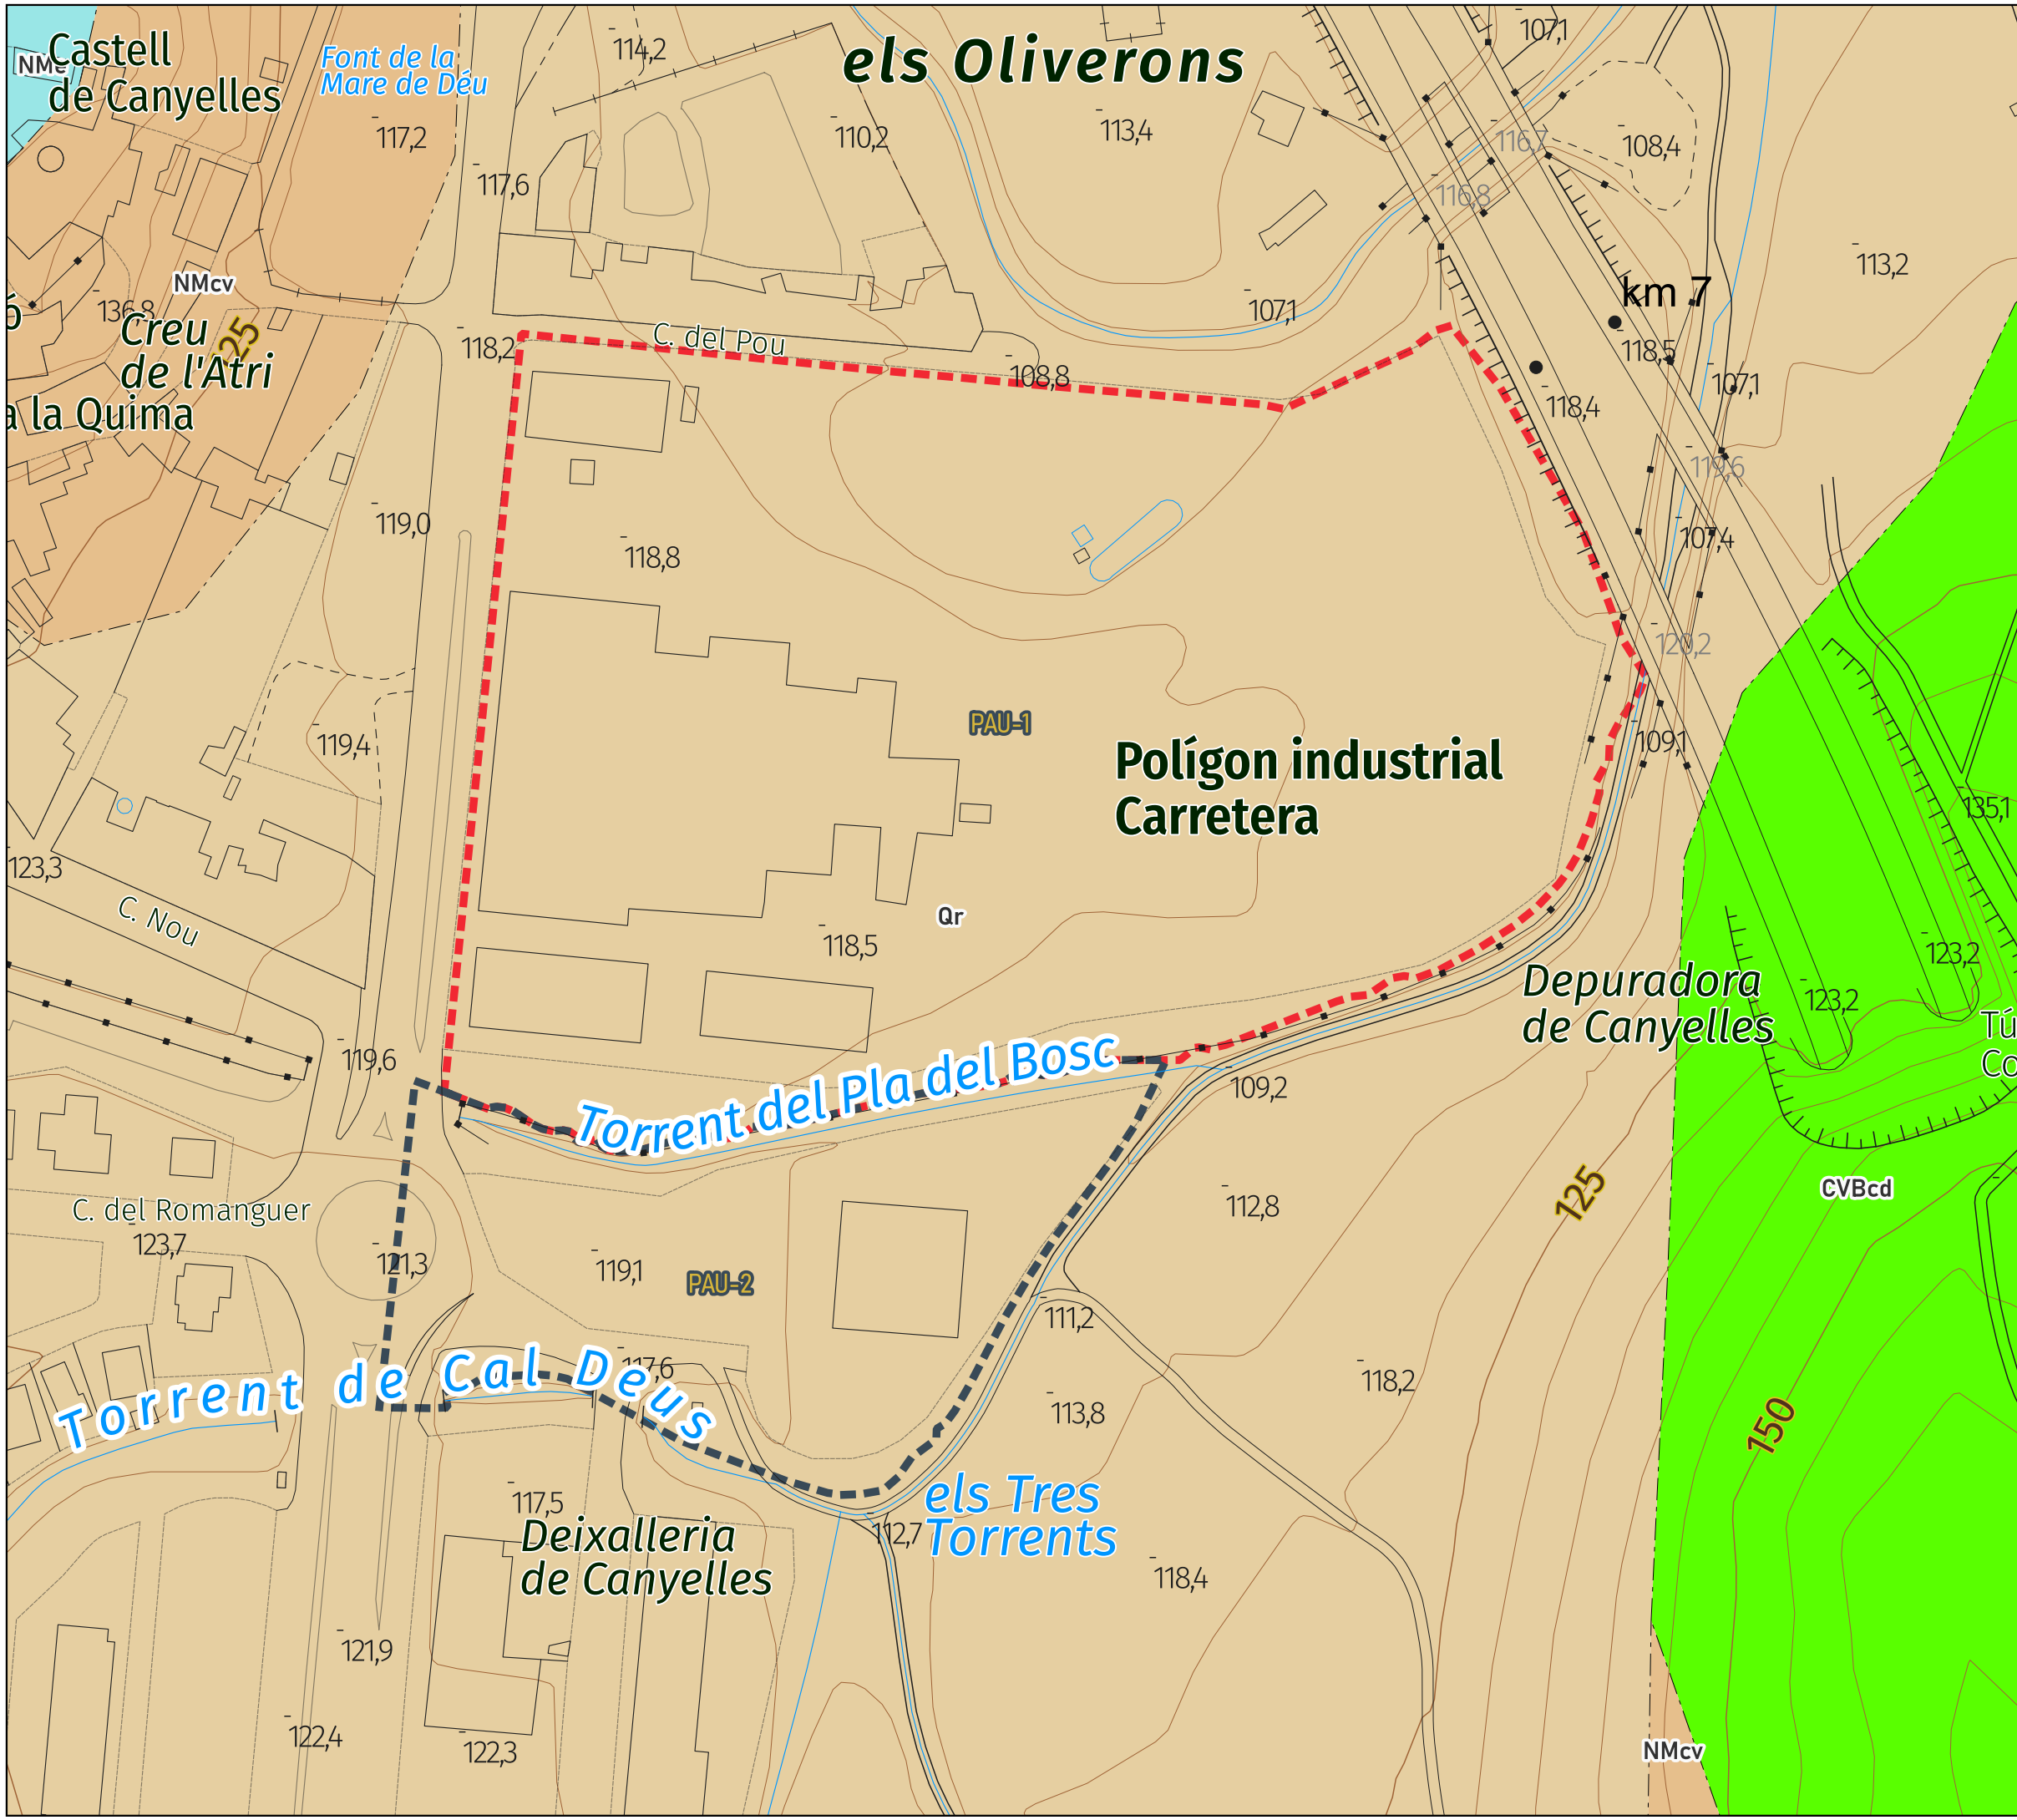 Castell
de Canyelles
Font de la
Mare de Déu
114,2
els Oliverons
107,1
117,2
110,2
113,4
116,7
108,4
117,6
116,8
113,2
NMcv
136,8
km 7
107,1
Creu
de l'Atri
118,2
C. del Pou
108,8
118,5
107,1
118,4
a la Quima
119,6
119,0
118,8
107,4
120,2
119,4
PAU-1
109,1
Polígon industrial
Carretera
135,1
123,3
C. Nou
Qr
118,5
123,2
Depuradora
de Canyelles
123,2
119,6
Torrent del Pla del Bosc
109,2
CVBcd
125
112,8
C. del Romanguer
123,7
121,3
119,1
PAU-2
111,2
117,6
118,2
Torrent de Cal Deus
113,8
150
els Tres
Torrents
117,5
112,7
Deixalleria
de Canyelles
118,4
121,9
122,4
122,3
NMcv